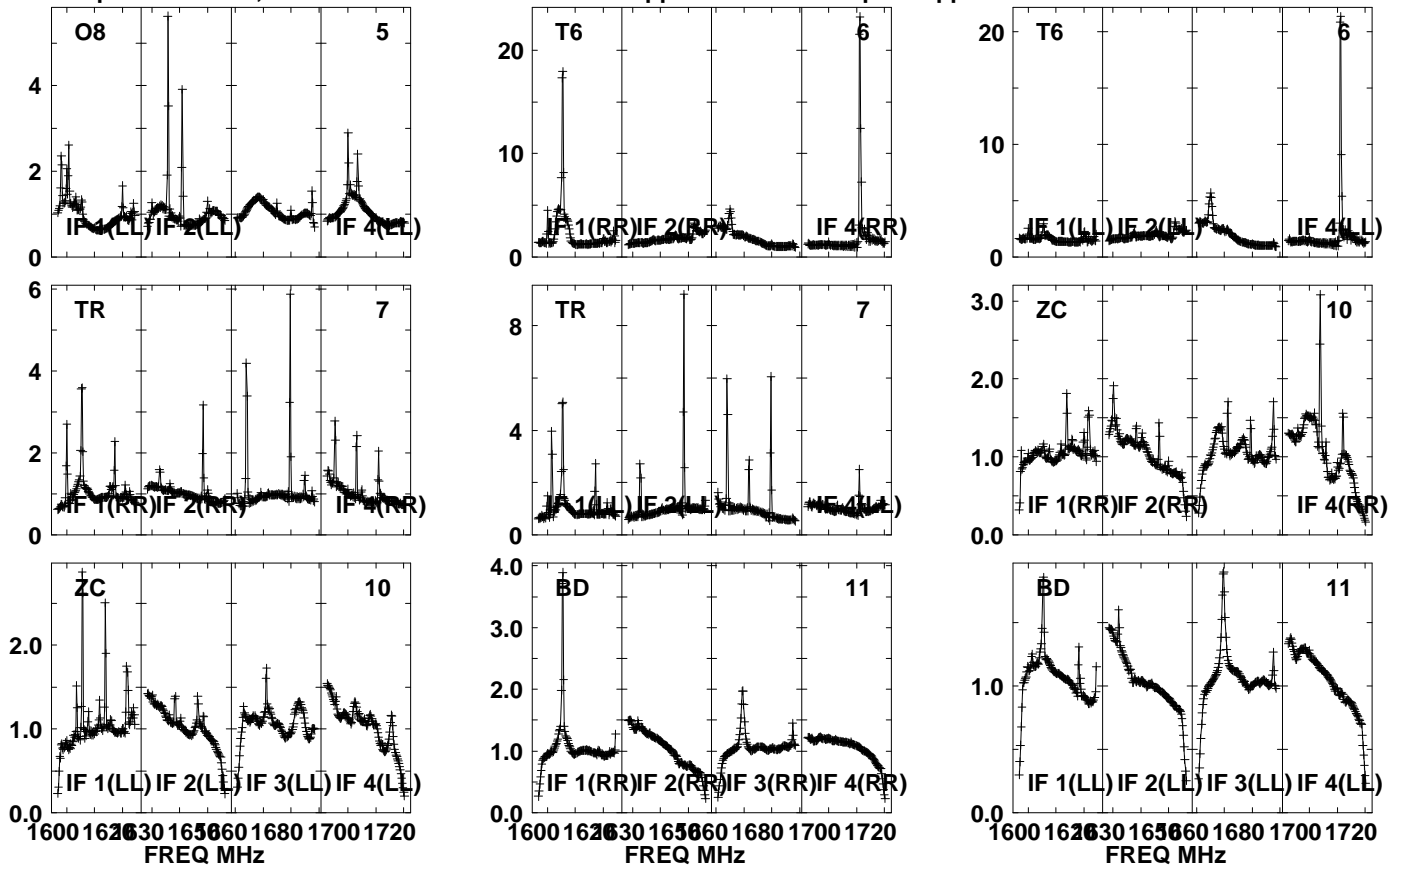 O8 5 T6 6 T6 6
4 20 20
2 10 10
IF 1(LL) IF 2(LL) IF 4(LL) IF 1(RR) IF 2(RR) IF 4(RR) IF 1(LL) IF 2(LL) IF 4(LL)
0 0 0
6 3.0
TR 7 TR 7 ZC 10
8
4 2.0
4
2 1.0
IF 1(RR) IF 2(RR) IF 4(RR) IF 1(LL) IF 2(LL) IF 4(LL) IF 1(RR) IF 2(RR) IF 4(RR)
0 0 0.0
4.0
ZC 10 BD 11 BD 11
3.0
2.0
2.0
1.0 1.0 1.0
IF 1(LL) IF 2(LL) IF 3(LL) IF 4(LL) IF 1(RR) IF 2(RR) IF 3(RR) IF 4(RR) IF 1(LL) IF 2(LL) IF 3(LL) IF 4(LL)
0.0 0.0 0.0
1600 1620 1630 1650 1660 1680 1700 1720 1600 1620 1630 1650 1660 1680 1700 1720 1600 1620 1630 1650 1660 1680 1700 1720
FREQ MHz FREQ MHz FREQ MHz